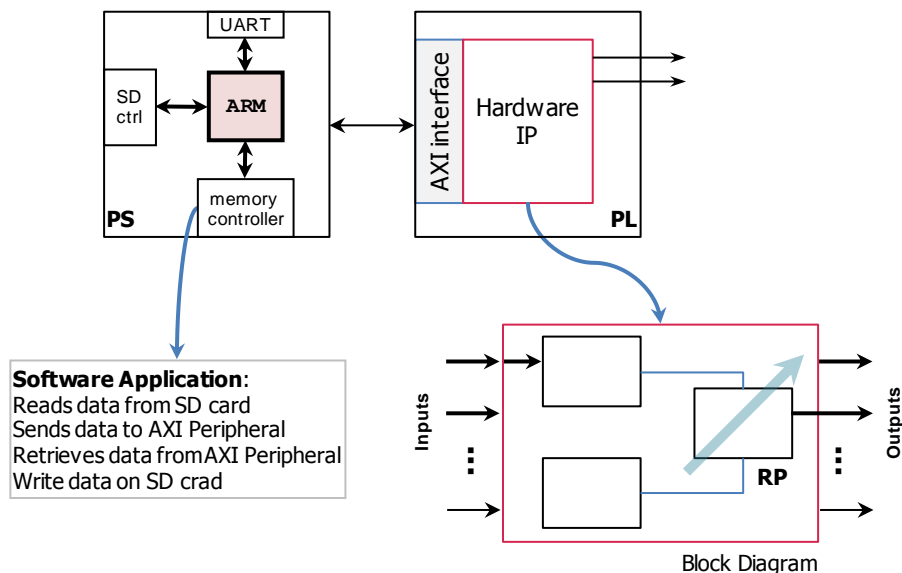 UART
SD
ctrl
ARM
memory
controller
PS
AXI interface
Hardware
IP
PL
Software Application:
Reads data from SD card
Sends data to AXI Peripheral
Retrieves data from AXI Peripheral
Write data on SD crad
Inputs
...
RP
...
Outputs
Block Diagram